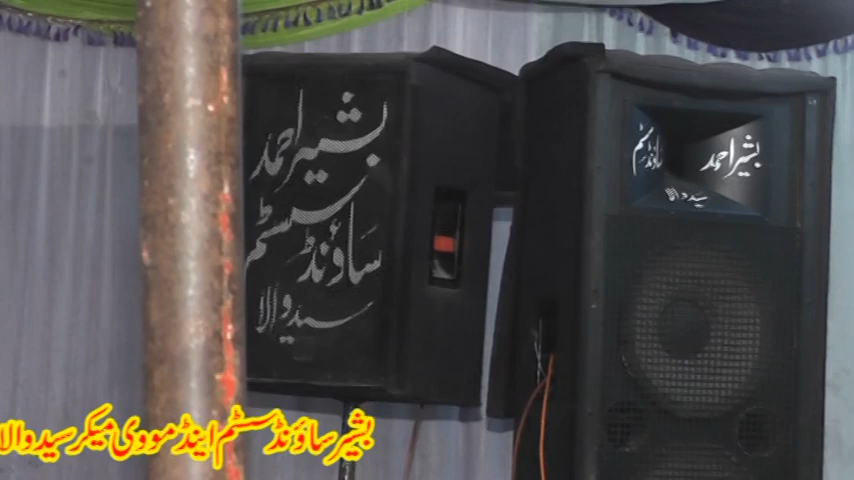 بشیر احمد
ساؤنڈ سسٹم
سیدوالا
بشیر احمد
ساؤنڈ سسٹم
سیدوالا
بشیر ساؤنڈ سسٹم اینڈ مووی میکر سیدوالا